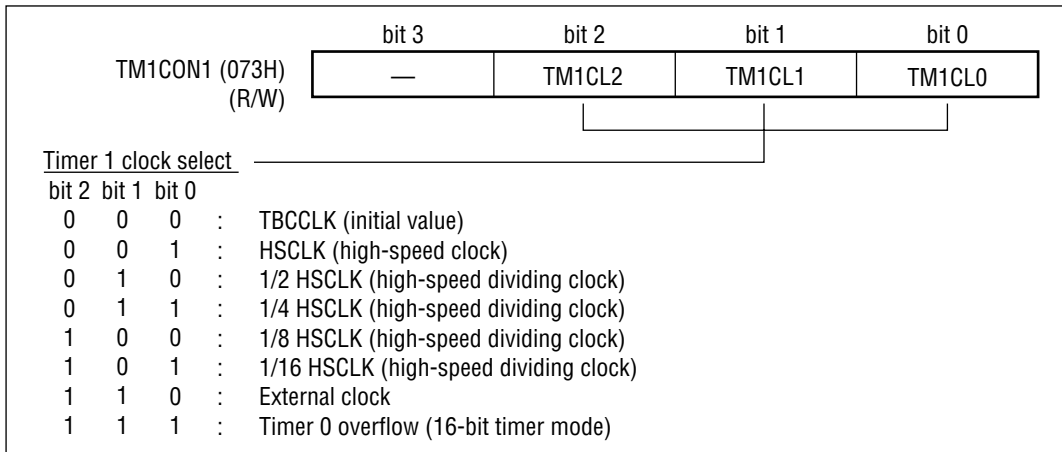 bit 3 bit 2 bit 1 bit 0
TM1CON1 (073H) — TM1CL2 TM1CL1 TM1CL0
(R/W)
Timer 1 clock select
bit 2 bit 1 bit 0
0 0 0 : TBCCLK (initial value)
0 0 1 : HSCLK (high-speed clock)
0 1 0 : 1/2 HSCLK (high-speed dividing clock)
0 1 1 : 1/4 HSCLK (high-speed dividing clock)
1 0 0 : 1/8 HSCLK (high-speed dividing clock)
1 0 1 : 1/16 HSCLK (high-speed dividing clock)
1 1 0 : External clock
1 1 1 : Timer 0 overflow (16-bit timer mode)